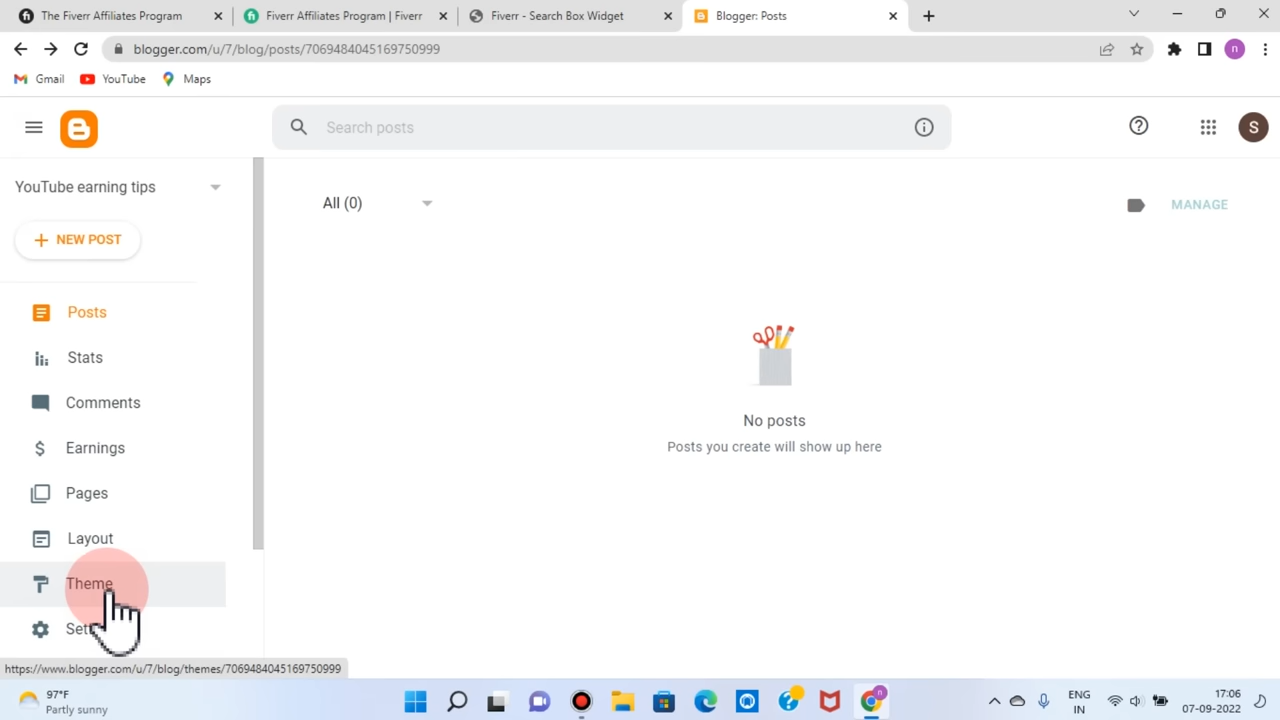 The Fiverr Affiliates Program
Fiverr Affiliates Program | Fiverr
Fiverr - Search Box Widget
Blogger: Posts
blogger.com/u/7/blog/posts/7069484045169750999
n
Gmail
YouTube
Maps
Search posts
S
YouTube earning tips
NEW POST
All (0)
MANAGE
Posts
Stats
Comments
Earnings
Pages
Layout
Theme
No posts
Posts you create will show up here
https://www.blogger.com/u/7/blog/themes/7069484045169750999
97°F
Partly sunny
n
ENG
IN
17:06
07-09-2022